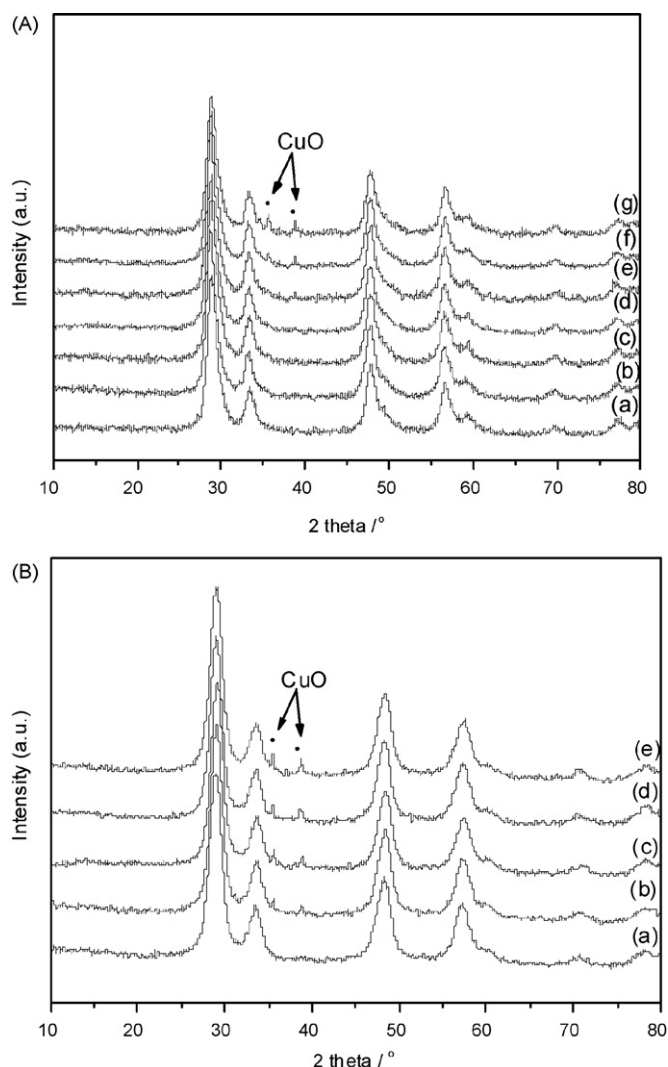 (A)
CuO
(g)
(f)
(e)
(d)
(c)
(b)
(a)
Intensity (a.u.)
10 20 30 40 50 60 70 80
2 theta /°
(B)
CuO
(e)
(d)
(c)
(b)
(a)
Intensity (a.u.)
10 20 30 40 50 60 70 80
2 theta / °